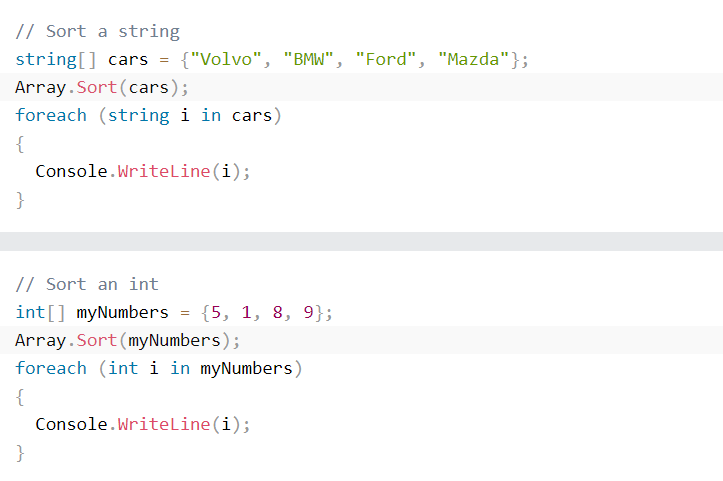 // Sort a string
string[] cars = {"Volvo", "BMW", "Ford", "Mazda"};
Array.Sort(cars);
foreach (string i in cars)
{
  Console.WriteLine(i);
}
// Sort an int
int[] myNumbers = {5, 1, 8, 9};
Array.Sort(myNumbers);
foreach (int i in myNumbers)
{
  Console.WriteLine(i);
}